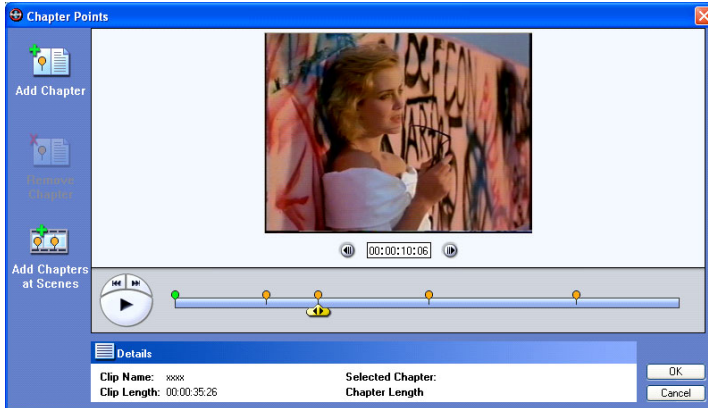 Chapter Points
Add Chapter
Remove
Chapter
Add Chapters
at Scenes
00:00:10:06
Details
Clip Name: xxxx
Selected Chapter:
Clip Length: 00:00:35:26
Chapter Length
OK
Cancel